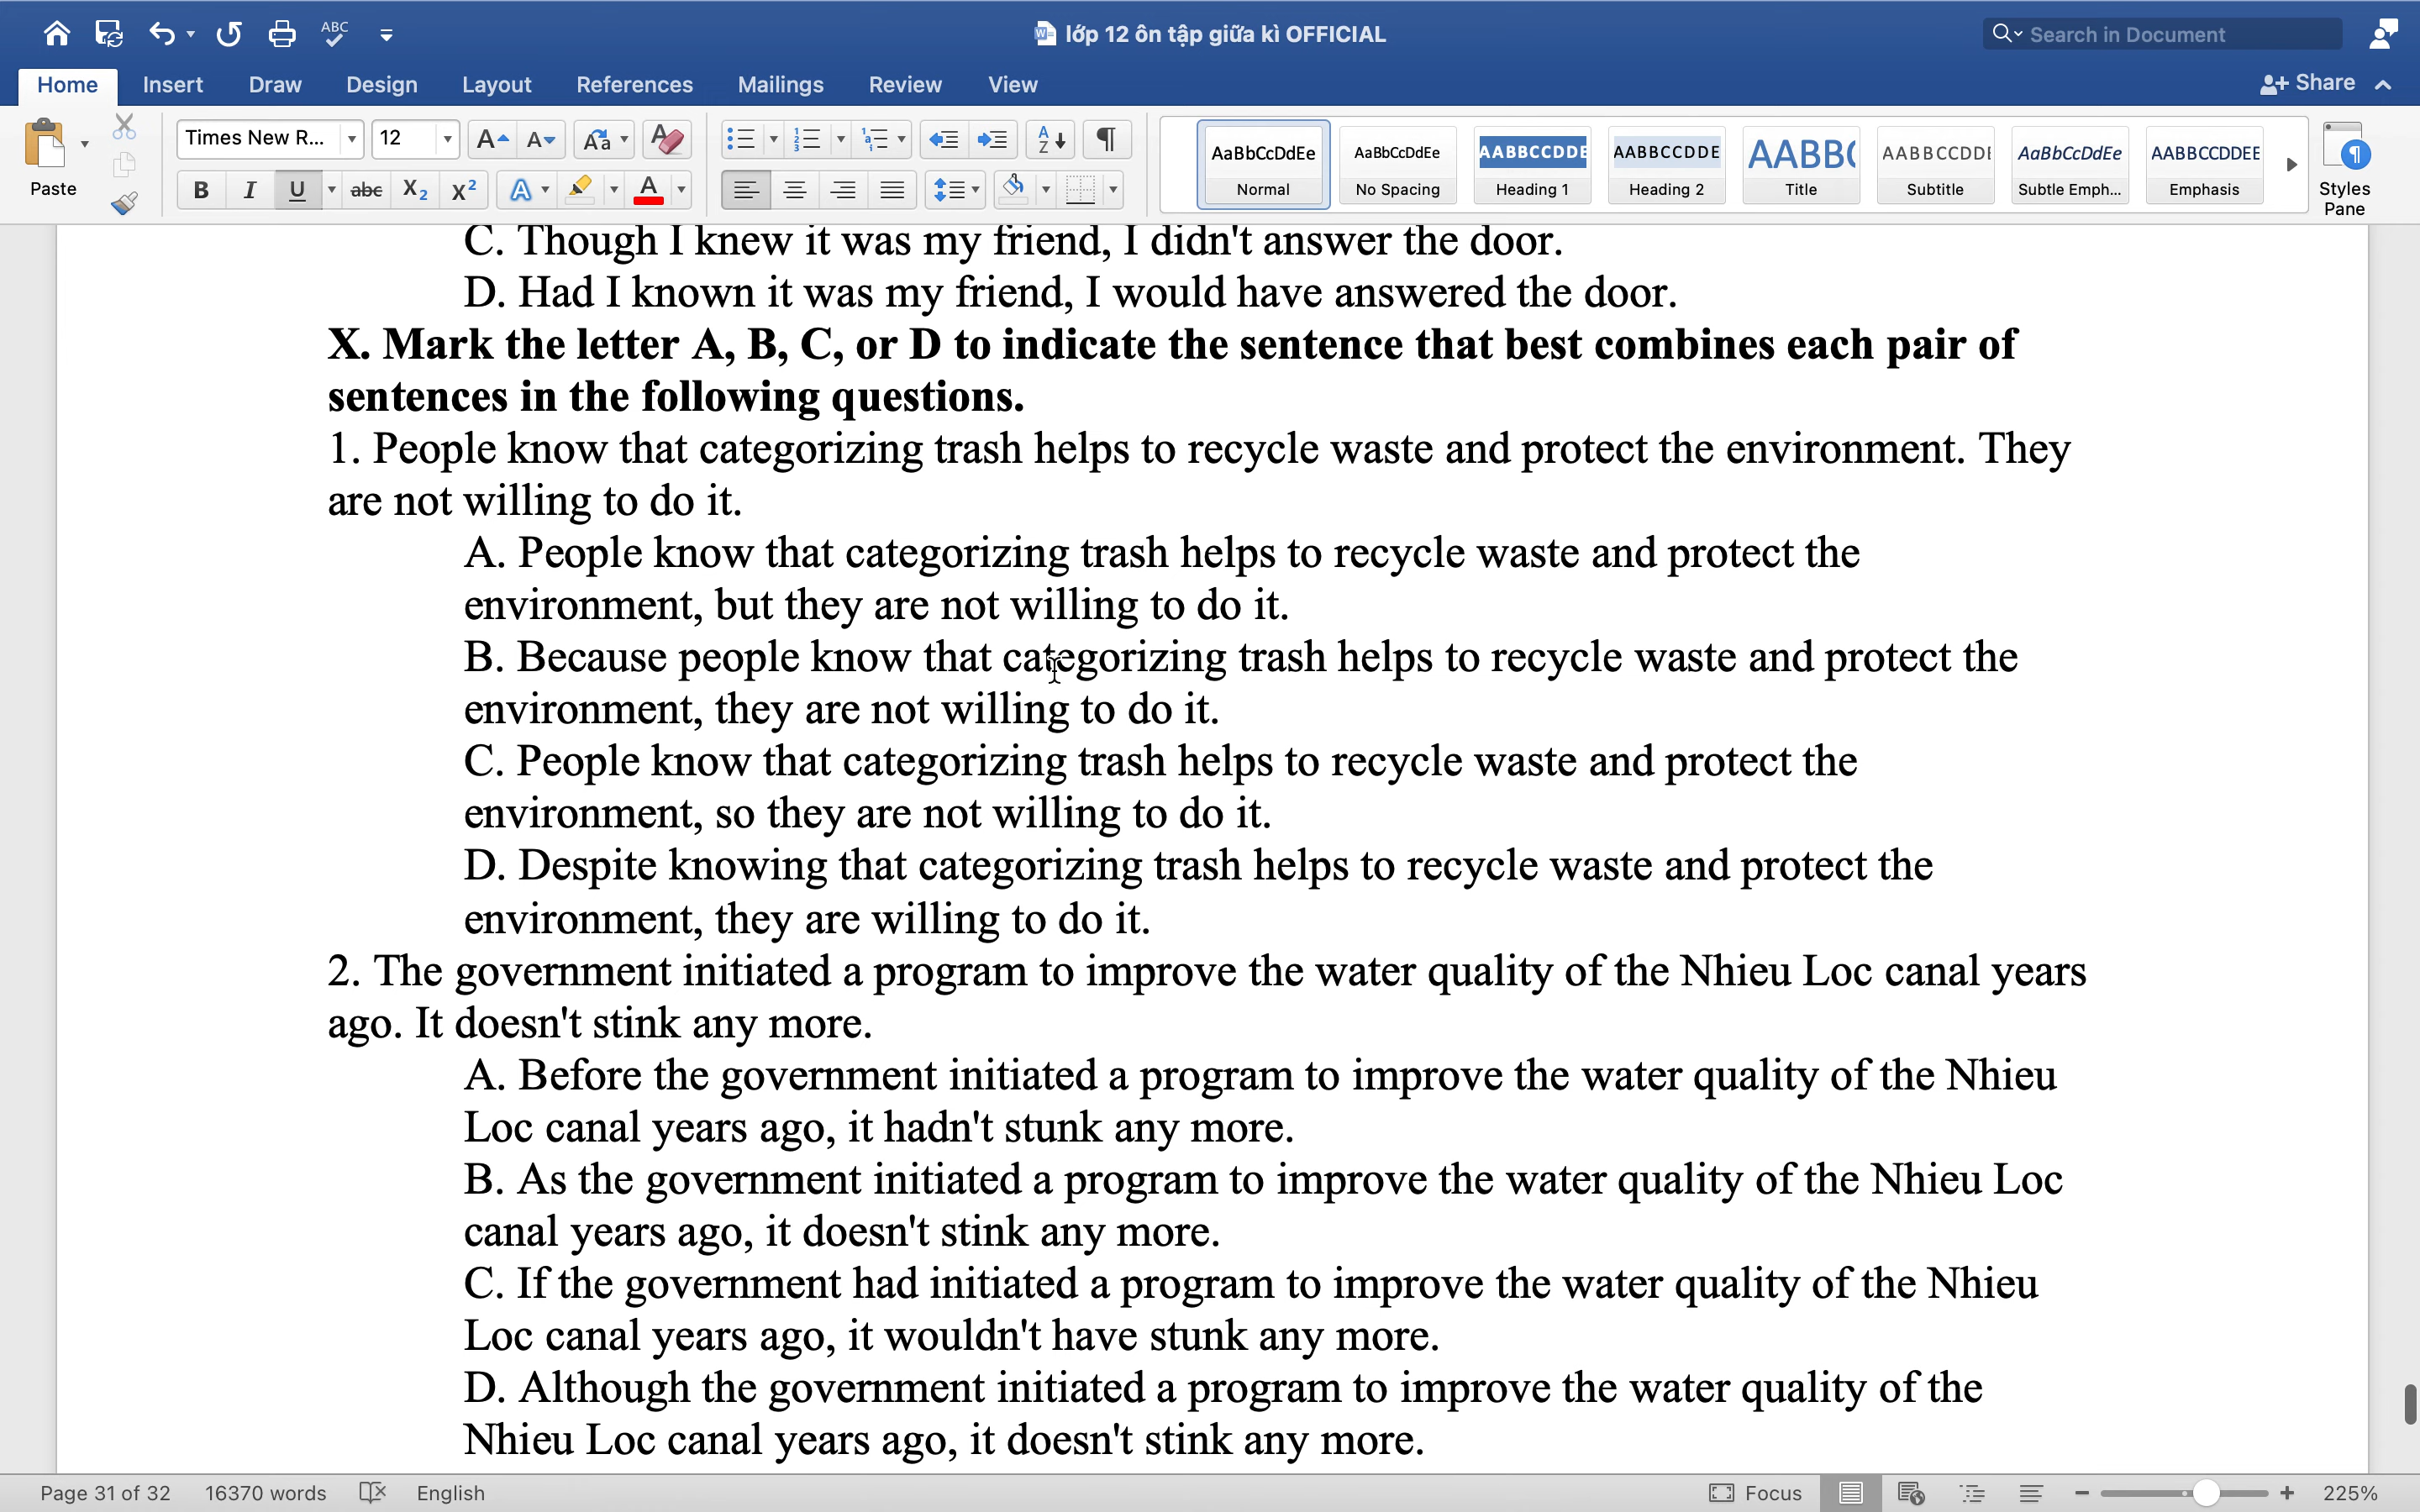 ABC
lớp 12 ôn tập giữa kì OFFICIAL
Search in Document
Home Insert Draw Design Layout References Mailings Review View
Share
Paste
Times New R... 12
AaBbCcDdEe AaBbCcDdEe AABBCCDDE AABBCCDDE AABB( AABBCCDDE AaBbCcDdEe AABBCCDDEE
Normal No Spacing Heading 1 Heading 2 Title Subtitle Subtle Emph... Emphasis
Styles
Pane
C. Though I knew it was my friend, I didn't answer the door.
D. Had I known it was my friend, I would have answered the door.
X. Mark the letter A, B, C, or D to indicate the sentence that best combines each pair of
sentences in the following questions.
1. People know that categorizing trash helps to recycle waste and protect the environment. They
are not willing to do it.
A. People know that categorizing trash helps to recycle waste and protect the
environment, but they are not willing to do it.
B. Because people know that categorizing trash helps to recycle waste and protect the
environment, they are not willing to do it.
C. People know that categorizing trash helps to recycle waste and protect the
environment, so they are not willing to do it.
D. Despite knowing that categorizing trash helps to recycle waste and protect the
environment, they are willing to do it.
2. The government initiated a program to improve the water quality of the Nhieu Loc canal years
ago. It doesn't stink any more.
A. Before the government initiated a program to improve the water quality of the Nhieu
Loc canal years ago, it hadn't stunk any more.
B. As the government initiated a program to improve the water quality of the Nhieu Loc
canal years ago, it doesn't stink any more.
C. If the government had initiated a program to improve the water quality of the Nhieu
Loc canal years ago, it wouldn't have stunk any more.
D. Although the government initiated a program to improve the water quality of the
Nhieu Loc canal years ago, it doesn't stink any more.
Page 31 of 32 16370 words English Focus 225%